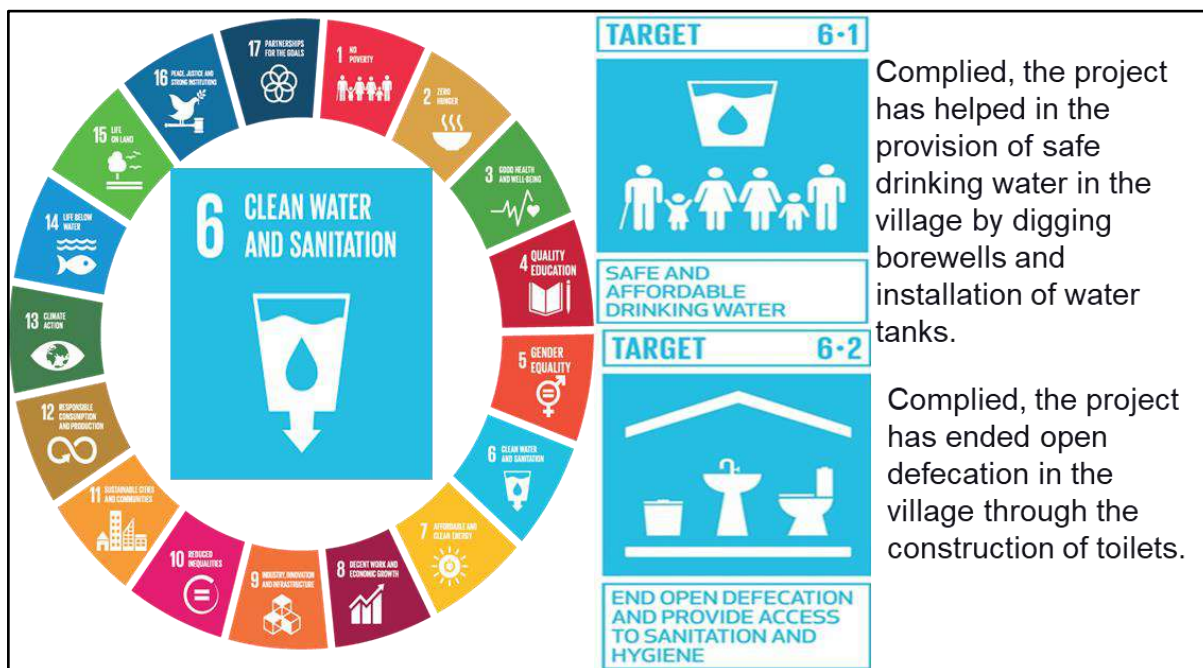 17 PARTNERSHIPS
FOR THE GOALS
1 NO
POVERTY
2 ZERO
HUNGER
3 GOOD HEALTH
AND WELL-BEING
4 QUALITY
EDUCATION
5 GENDER
EQUALITY
6 CLEAN WATER
AND SANITATION
7 AFFORDABLE AND
CLEAN ENERGY
8 DECENT WORK AND
ECONOMIC GROWTH
9 INDUSTRY, INNOVATION
AND INFRASTRUCTURE
10 REDUCED
INEQUALITIES
11 SUSTAINABLE CITIES
AND COMMUNITIES
12 RESPONSIBLE
CONSUMPTION
AND PRODUCTION
13 CLIMATE
ACTION
14 LIFE BELOW
WATER
15 LIFE
ON LAND
16 PEACE, JUSTICE AND
STRONG INSTITUTIONS
6 CLEAN WATER
AND SANITATION
TARGET 6·1
SAFE AND
AFFORDABLE
DRINKING WATER
Complied, the project
has helped in the
provision of safe
drinking water in the
village by digging
borewells and
installation of water
tanks.
TARGET 6·2
END OPEN DEFECATION
AND PROVIDE ACCESS
TO SANITATION AND
HYGIENE
Complied, the project
has ended open
defecation in the
village through the
construction of toilets.